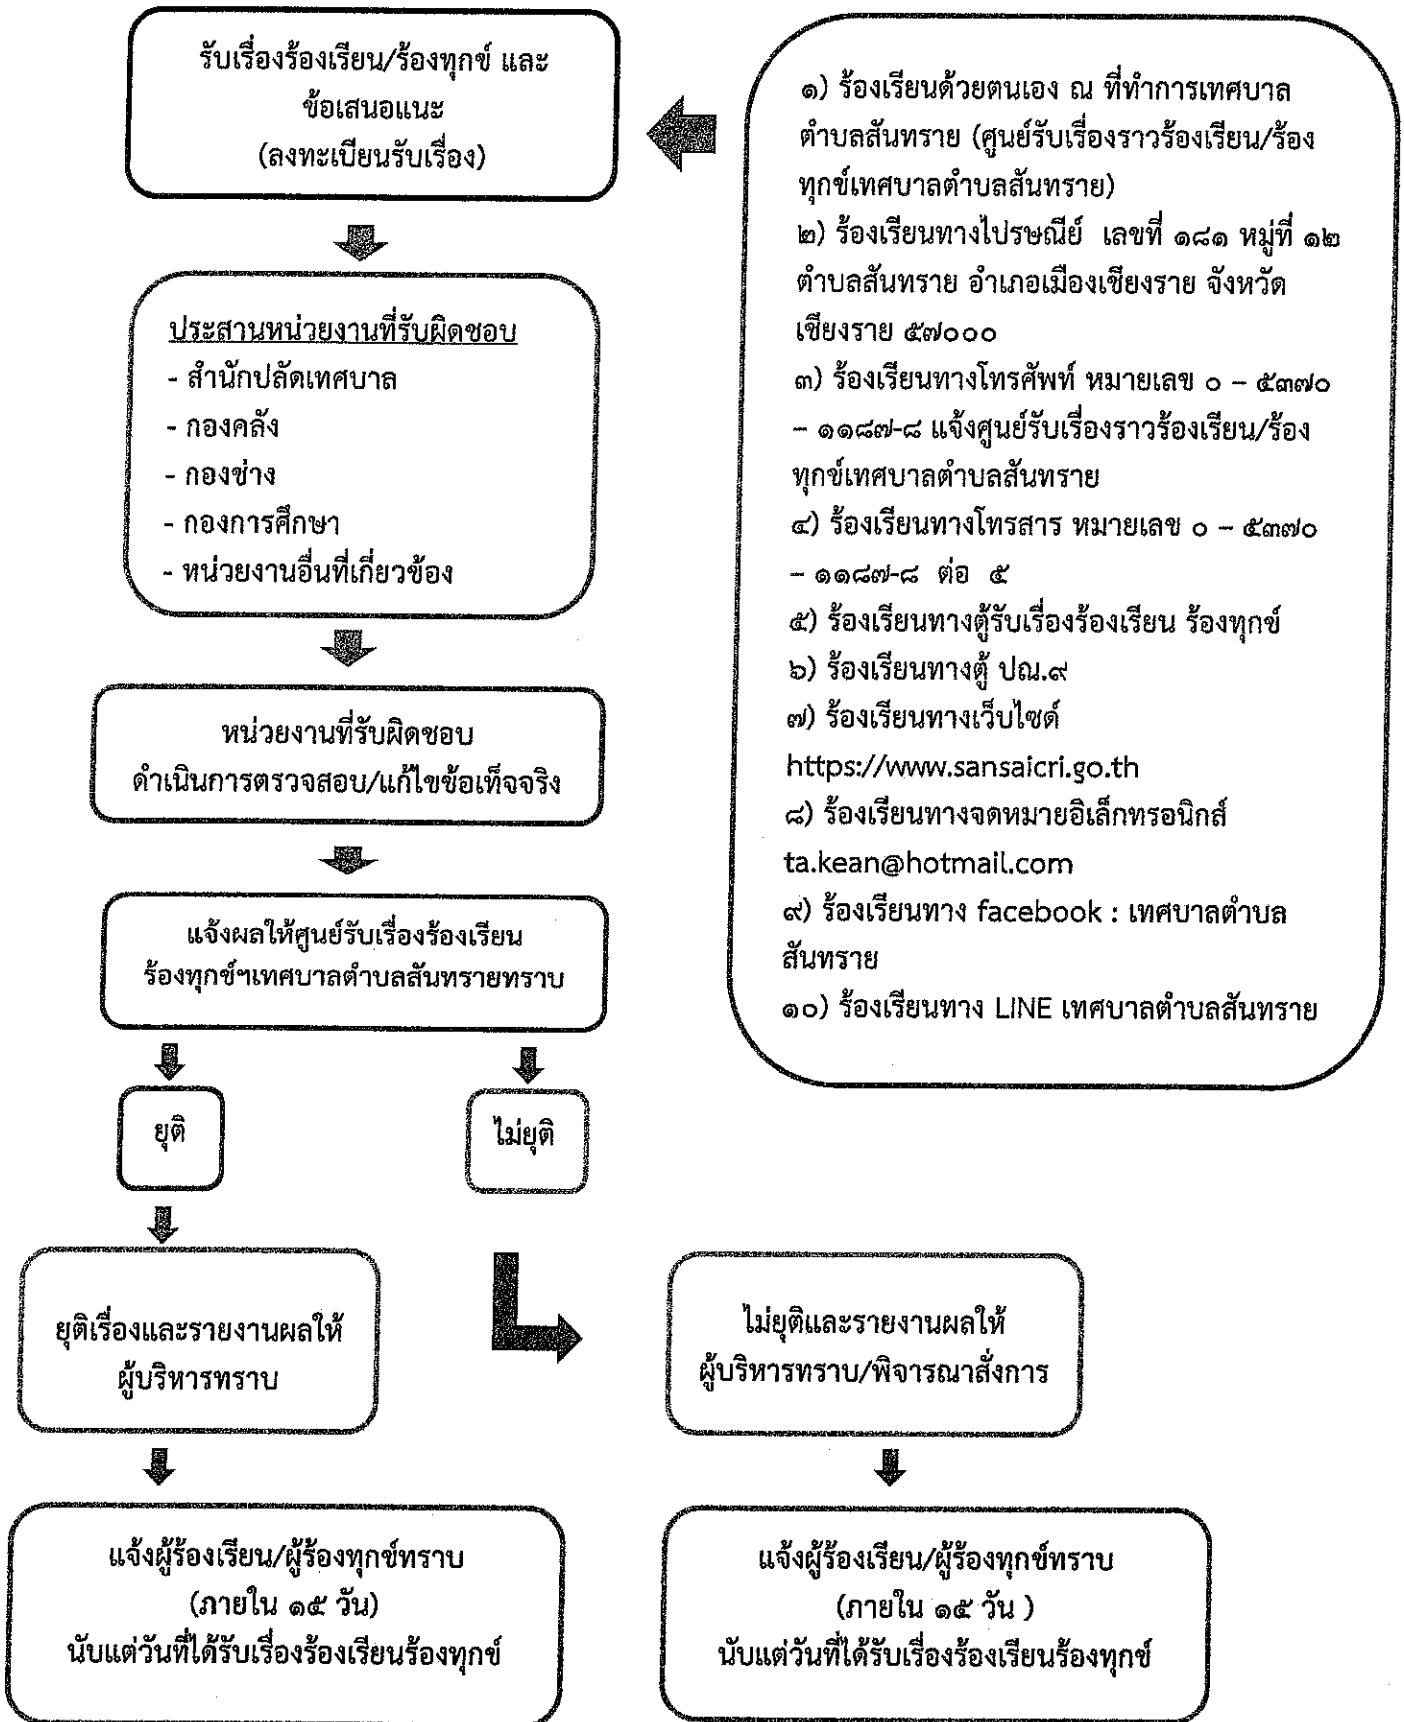 รับเรื่องร้องเรียน/ร้องทุกข์ และ
ข้อเสนอแนะ
(ลงทะเบียนรับเรื่อง)
๑) ร้องเรียนด้วยตนเอง ณ ที่ทำการเทศบาล
ตำบลสันทราย (ศูนย์รับเรื่องราวร้องเรียน/ร้อง
ทุกข์เทศบาลตำบลสันทราย)
๒) ร้องเรียนทางไปรษณีย์ เลขที่ ๑๘๑ หมู่ที่ ๑๒
ตำบลสันทราย อำเภอเมืองเชียงราย จังหวัด
เชียงราย ๕๗๐๐๐
๓) ร้องเรียนทางโทรศัพท์ หมายเลข ๐ – ๕๓๗๐
– ๑๑๘๗-๘ แจ้งศูนย์รับเรื่องราวร้องเรียน/ร้อง
ทุกข์เทศบาลตำบลสันทราย
๔) ร้องเรียนทางโทรสาร หมายเลข ๐ – ๕๓๗๐
– ๑๑๘๗-๘ ต่อ ๕
๕) ร้องเรียนทางตู้รับเรื่องร้องเรียน ร้องทุกข์
๖) ร้องเรียนทางตู้ ปณ.๙
๗) ร้องเรียนทางเว็บไซด์
https://www.sansaicri.go.th
๘) ร้องเรียนทางจดหมายอิเล็กทรอนิกส์
ta.kean@hotmail.com
๙) ร้องเรียนทาง facebook : เทศบาลตำบล
สันทราย
๑๐) ร้องเรียนทาง LINE เทศบาลตำบลสันทราย
ประสานหน่วยงานที่รับผิดชอบ
- สำนักปลัดเทศบาล
- กองคลัง
- กองช่าง
- กองการศึกษา
- หน่วยงานอื่นที่เกี่ยวข้อง
หน่วยงานที่รับผิดชอบ
ดำเนินการตรวจสอบ/แก้ไขข้อเท็จจริง
แจ้งผลให้ศูนย์รับเรื่องร้องเรียน
ร้องทุกข์ฯเทศบาลตำบลสันทรายทราบ
ยุติ
ไม่ยุติ
ยุติเรื่องและรายงานผลให้
ผู้บริหารทราบ
ไม่ยุติและรายงานผลให้
ผู้บริหารทราบ/พิจารณาสั่งการ
แจ้งผู้ร้องเรียน/ผู้ร้องทุกข์ทราบ
(ภายใน ๑๕ วัน)
นับแต่วันที่ได้รับเรื่องร้องเรียนร้องทุกข์
แจ้งผู้ร้องเรียน/ผู้ร้องทุกข์ทราบ
(ภายใน ๑๕ วัน )
นับแต่วันที่ได้รับเรื่องร้องเรียนร้องทุกข์